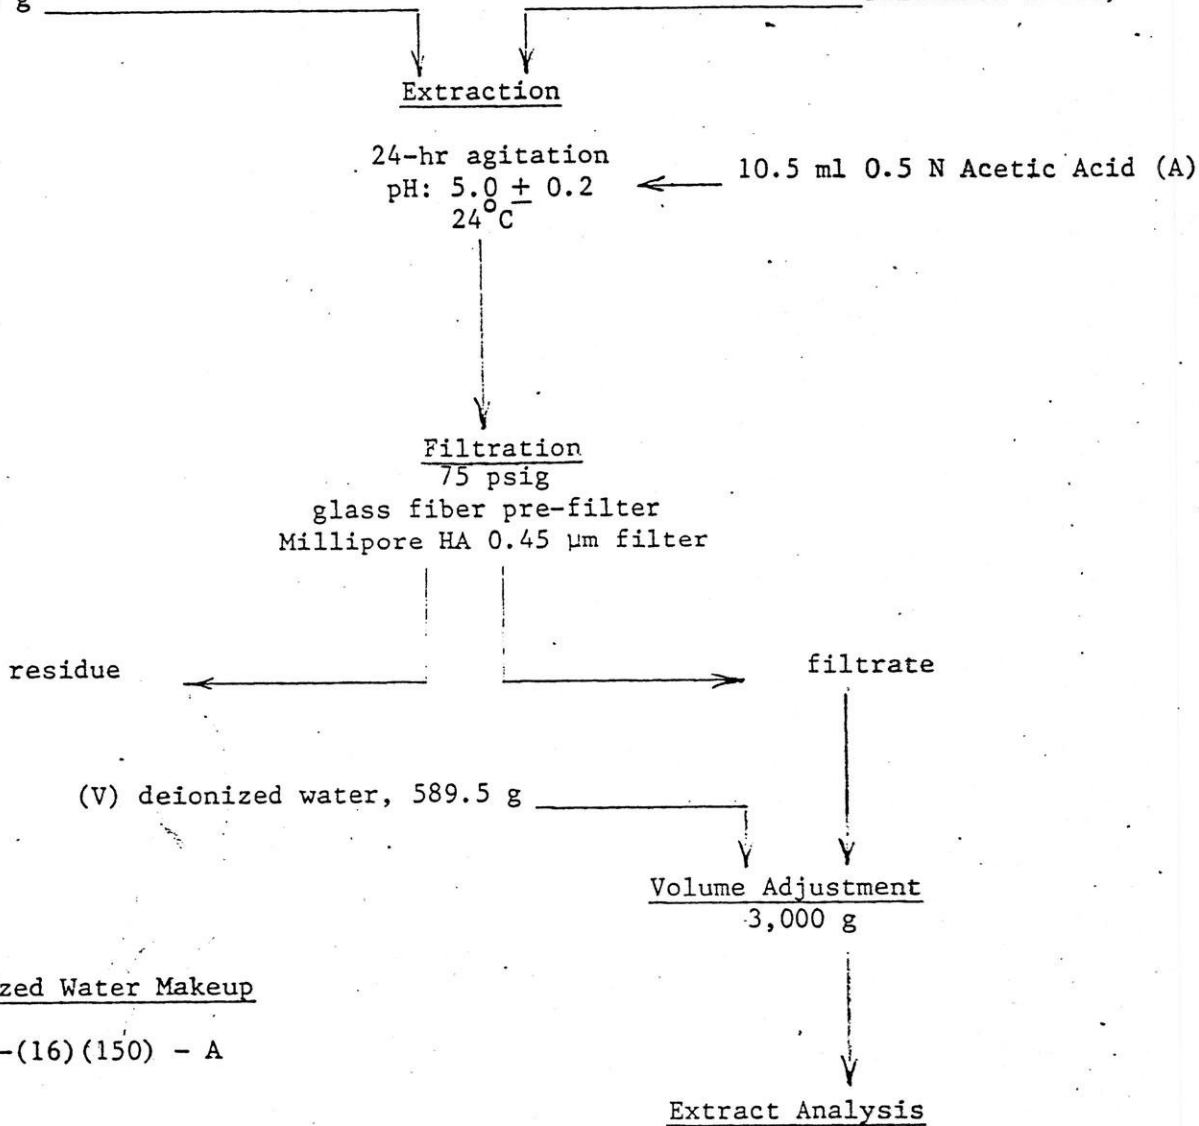 g
Extraction
24-hr agitation
pH: 5.0 ± 0.2
24°C
10.5 ml 0.5 N Acetic Acid (A)
Filtration
75 psig
glass fiber pre-filter
Millipore HA 0.45 µm filter
residue
filtrate
(V) deionized water, 589.5 g
Volume Adjustment
3,000 g
zed Water Makeup
-(16)(150) - A
Extract Analysis